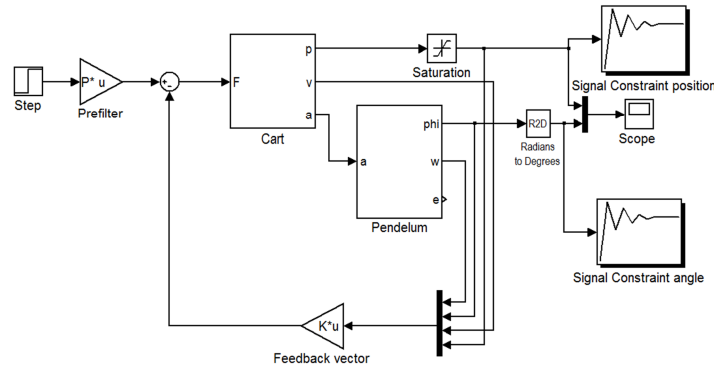 p
Saturation
Signal Constraint position
Step
P* u
Prefilter
+
-
F
v
a
Cart
phi
a
w
e
Pendelum
R2D
Radians
to Degrees
Scope
Signal Constraint angle
K*u
Feedback vector